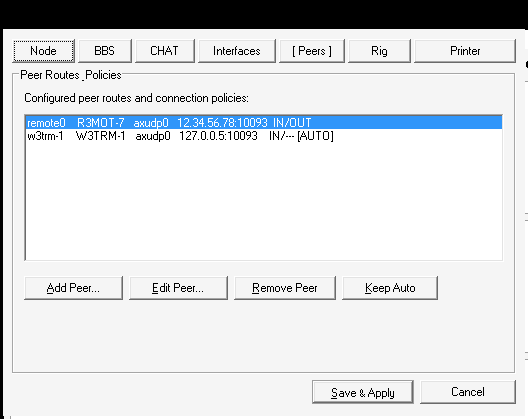 Node BBS CHAT Interfaces [ Peers ] Rig Printer
Peer Routes _Policies
Configured peer routes and connection policies:
remote0 R3MOT-7 axudp0 12.34.56.78:10093 IN/OUT
w3trm-1 W3TRM-1 axudp0 127.0.0.5:10093 IN/--- [AUTO]
Add Peer... Edit Peer... Remove Peer Keep Auto
Save & Apply Cancel